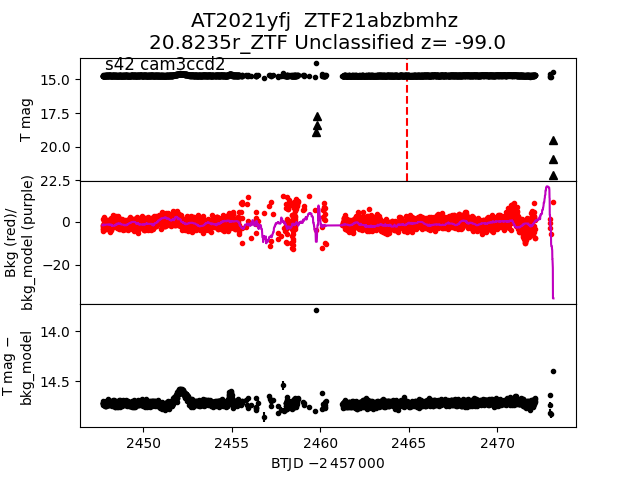 AT2021yfj  ZTF21abzbmhz
20.8235r_ZTF Unclassified z= -99.0
s42 cam3ccd2
T mag
15.0
17.5
20.0
22.5
Bkg (red)/
bkg_model (purple)
0
−20
T mag −
bkg_model
14.0
14.5
2450
2455
2460
2465
2470
BTJD −2 457 000